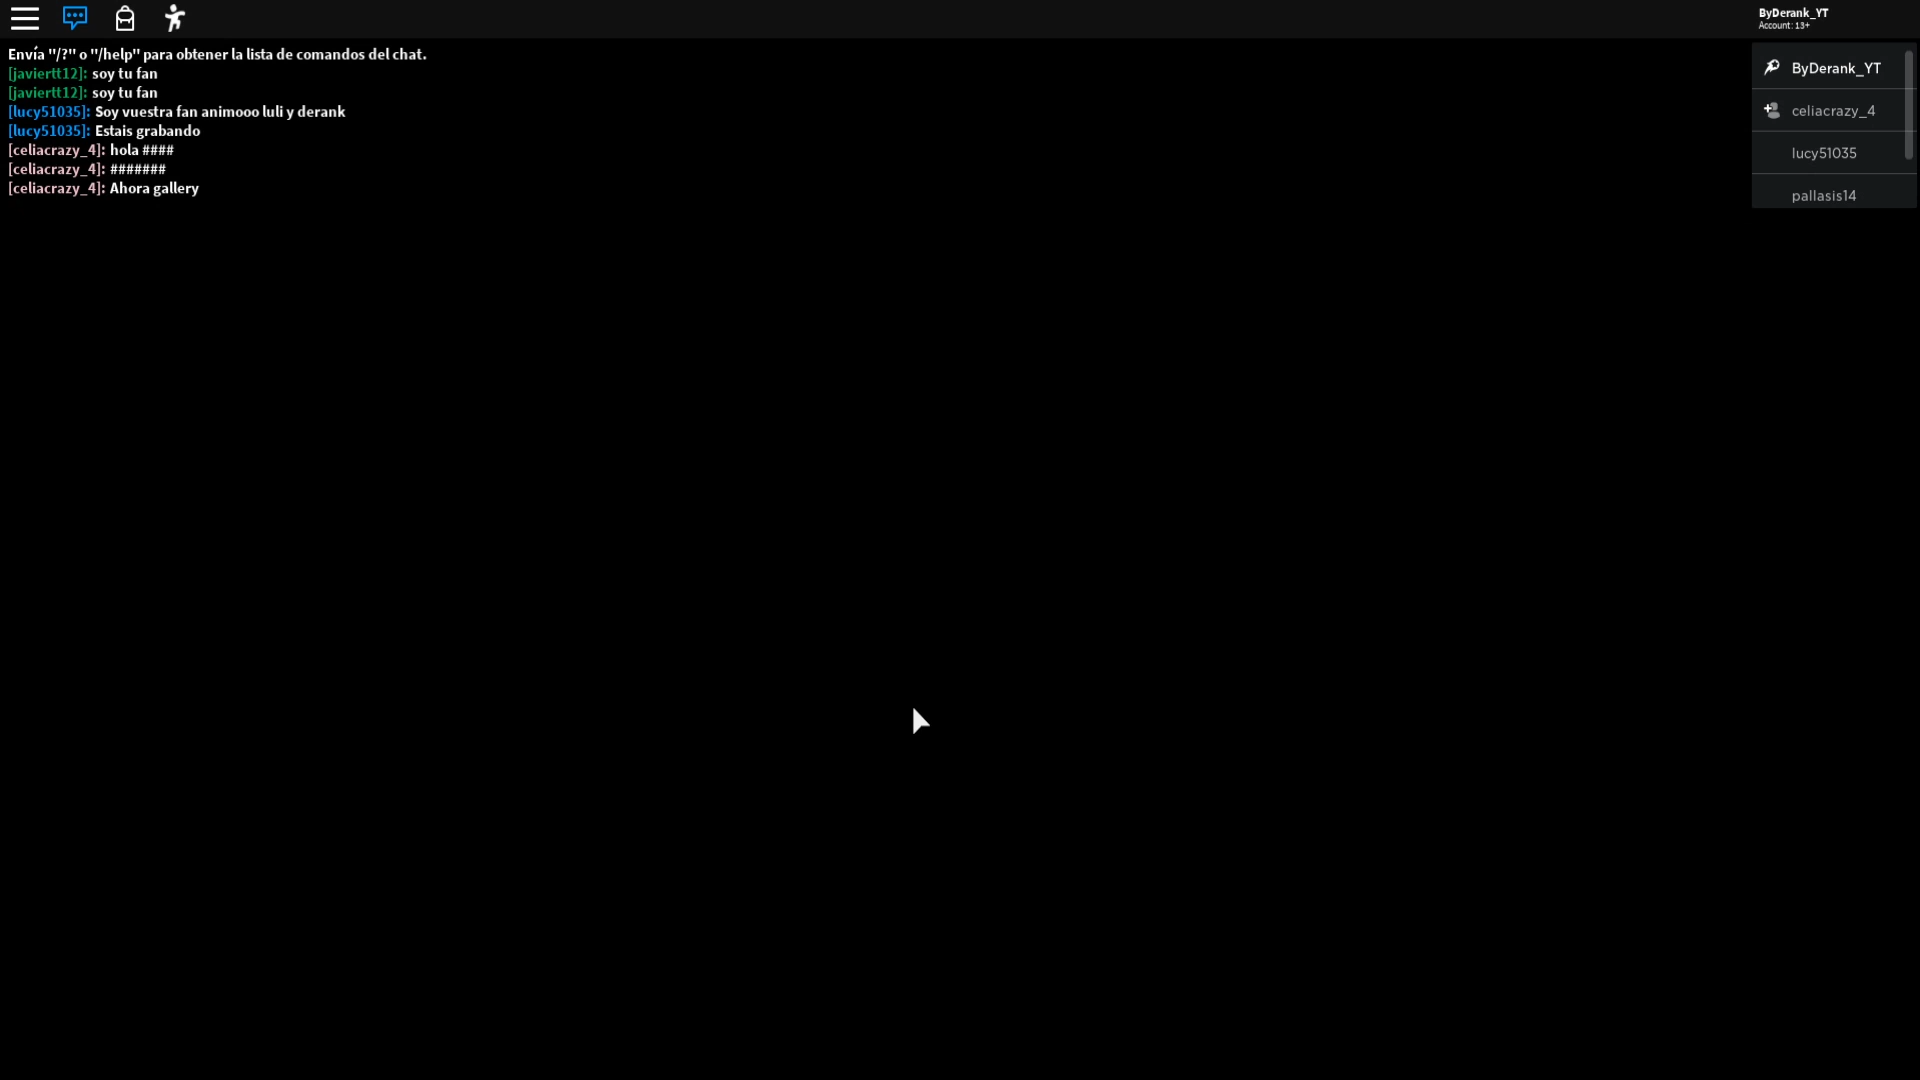 ByDerank_YT
Account: 13+
Envía "/?" o "/help" para obtener la lista de comandos del chat.
[javiertt12]: soy tu fan
[javiertt12]: soy tu fan
[lucy51035]: Soy vuestra fan animooo luli y derank
[lucy51035]: Estais grabando
[celiacrazy_4]: hola ####
[celiacrazy_4]: #######
[celiacrazy_4]: Ahora gallery
ByDerank_YT
celiacrazy_4
lucy51035
pallasis14